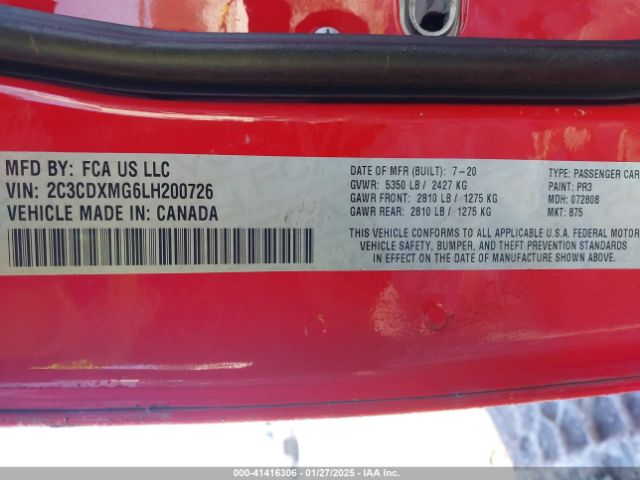 MFD BY: FCA US LLC
VIN: 2C3CDXMG6LH200726
VEHICLE MADE IN: CANADA
DATE OF MFR (BUILT): 7-20
GVWR: 5350 LB / 2427 KG
GAWR FRONT: 2810 LB / 1275 KG
GAWR REAR: 2810 LB / 1275 KG
TYPE: PASSENGER CAR
PAINT: PR3
MDH: 072808
MKT: 875
THIS VEHICLE CONFORMS TO ALL APPLICABLE U.S.A. FEDERAL MOTOR
VEHICLE SAFETY, BUMPER, AND THEFT PREVENTION STANDARDS
IN EFFECT ON THE DATE OF MANUFACTURE SHOWN ABOVE.
000-41416306 - 01/27/2025 - IAAI.com